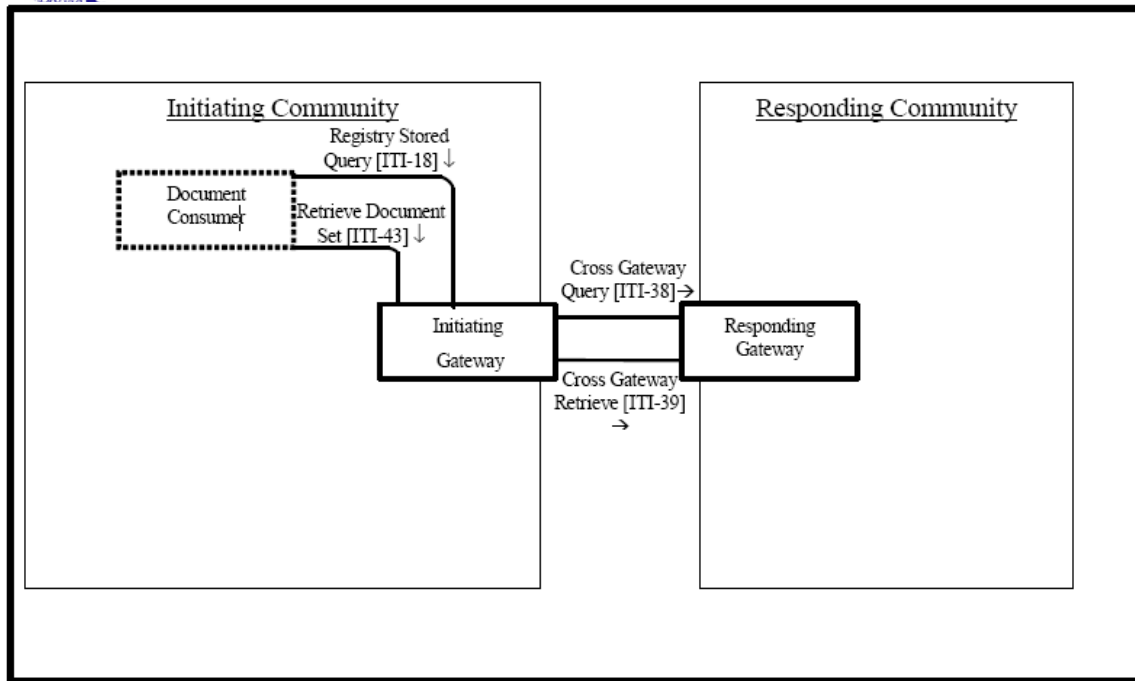 Initiating Community
Responding Community
Registry Stored
Query [ITI-18] ↓
Document
Consumer
Retrieve Document
Set [ITI-43] ↓
Cross Gateway
Query [ITI-38]→
Initiating
Gateway
Responding
Gateway
Cross Gateway
Retrieve [ITI-39]
→